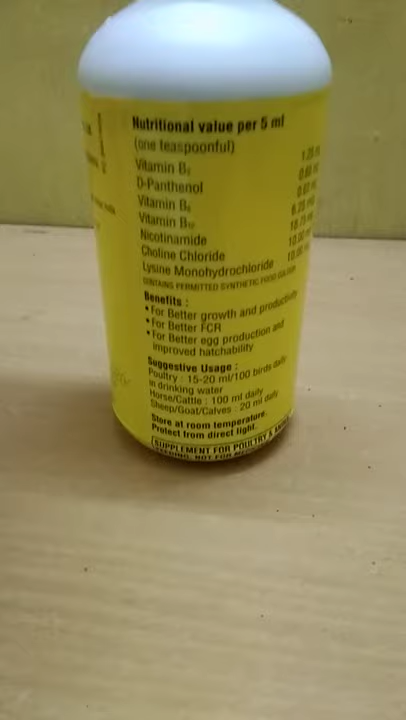 Nutritional value per 5 ml
(one teaspoonful)
Vitamin B₂
D-Panthenol
Vitamin B₆
Vitamin B₁₂
Nicotinamide
Choline Chloride
Lysine Monohydrochloride
CONTAINS PERMITTED SYNTHETIC FOOD COLOUR
Benefits :
• For Better growth and productivity
• For Better FCR
• For Better egg production and
improved hatchability
Suggestive Usage :
Poultry : 15-20 ml/100 birds daily
in drinking water
Horse/Cattle : 100 ml daily
Sheep/Goat/Calves : 20 ml daily
Store at room temperature.
Protect from direct light.
SUPPLEMENT FOR POULTRY &
NOT FOR